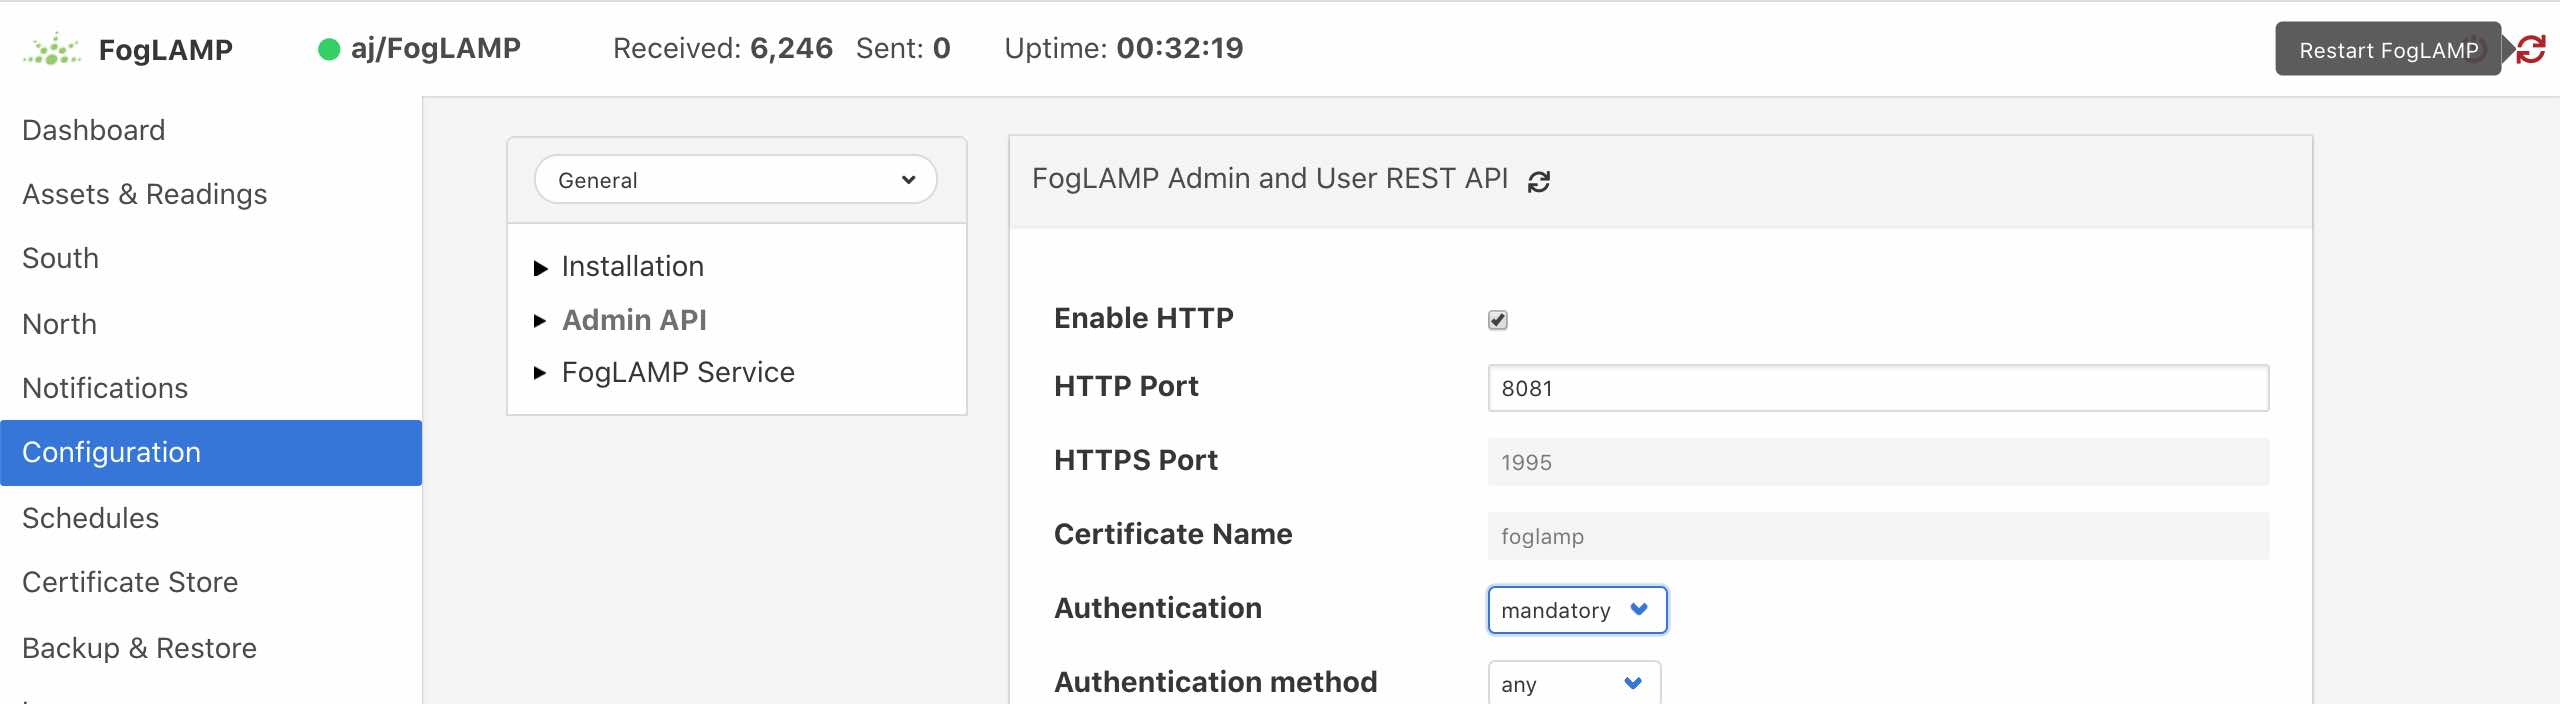 FogLAMP
aj/FogLAMP
Received: 6,246 Sent: 0
Uptime: 00:32:19
Restart FogLAMP
Dashboard
Assets & Readings
South
North
Notifications
Configuration
Schedules
Certificate Store
Backup & Restore
General
Installation
Admin API
FogLAMP Service
FogLAMP Admin and User REST API
Enable HTTP
HTTP Port 8081
HTTPS Port 1995
Certificate Name foglamp
Authentication mandatory
Authentication method any